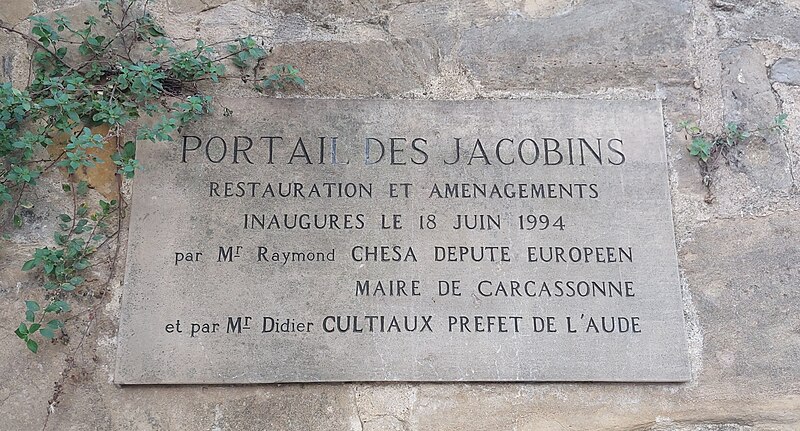 PORTAIL DES JACOBINS
RESTAURATION ET AMENAGEMENTS
INAUGURES LE 18 JUIN 1994
par Mr Raymond CHESA DEPUTE EUROPEEN
MAIRE DE CARCASSONNE
et par Mr Didier CULTIAUX PREFET DE L'AUDE